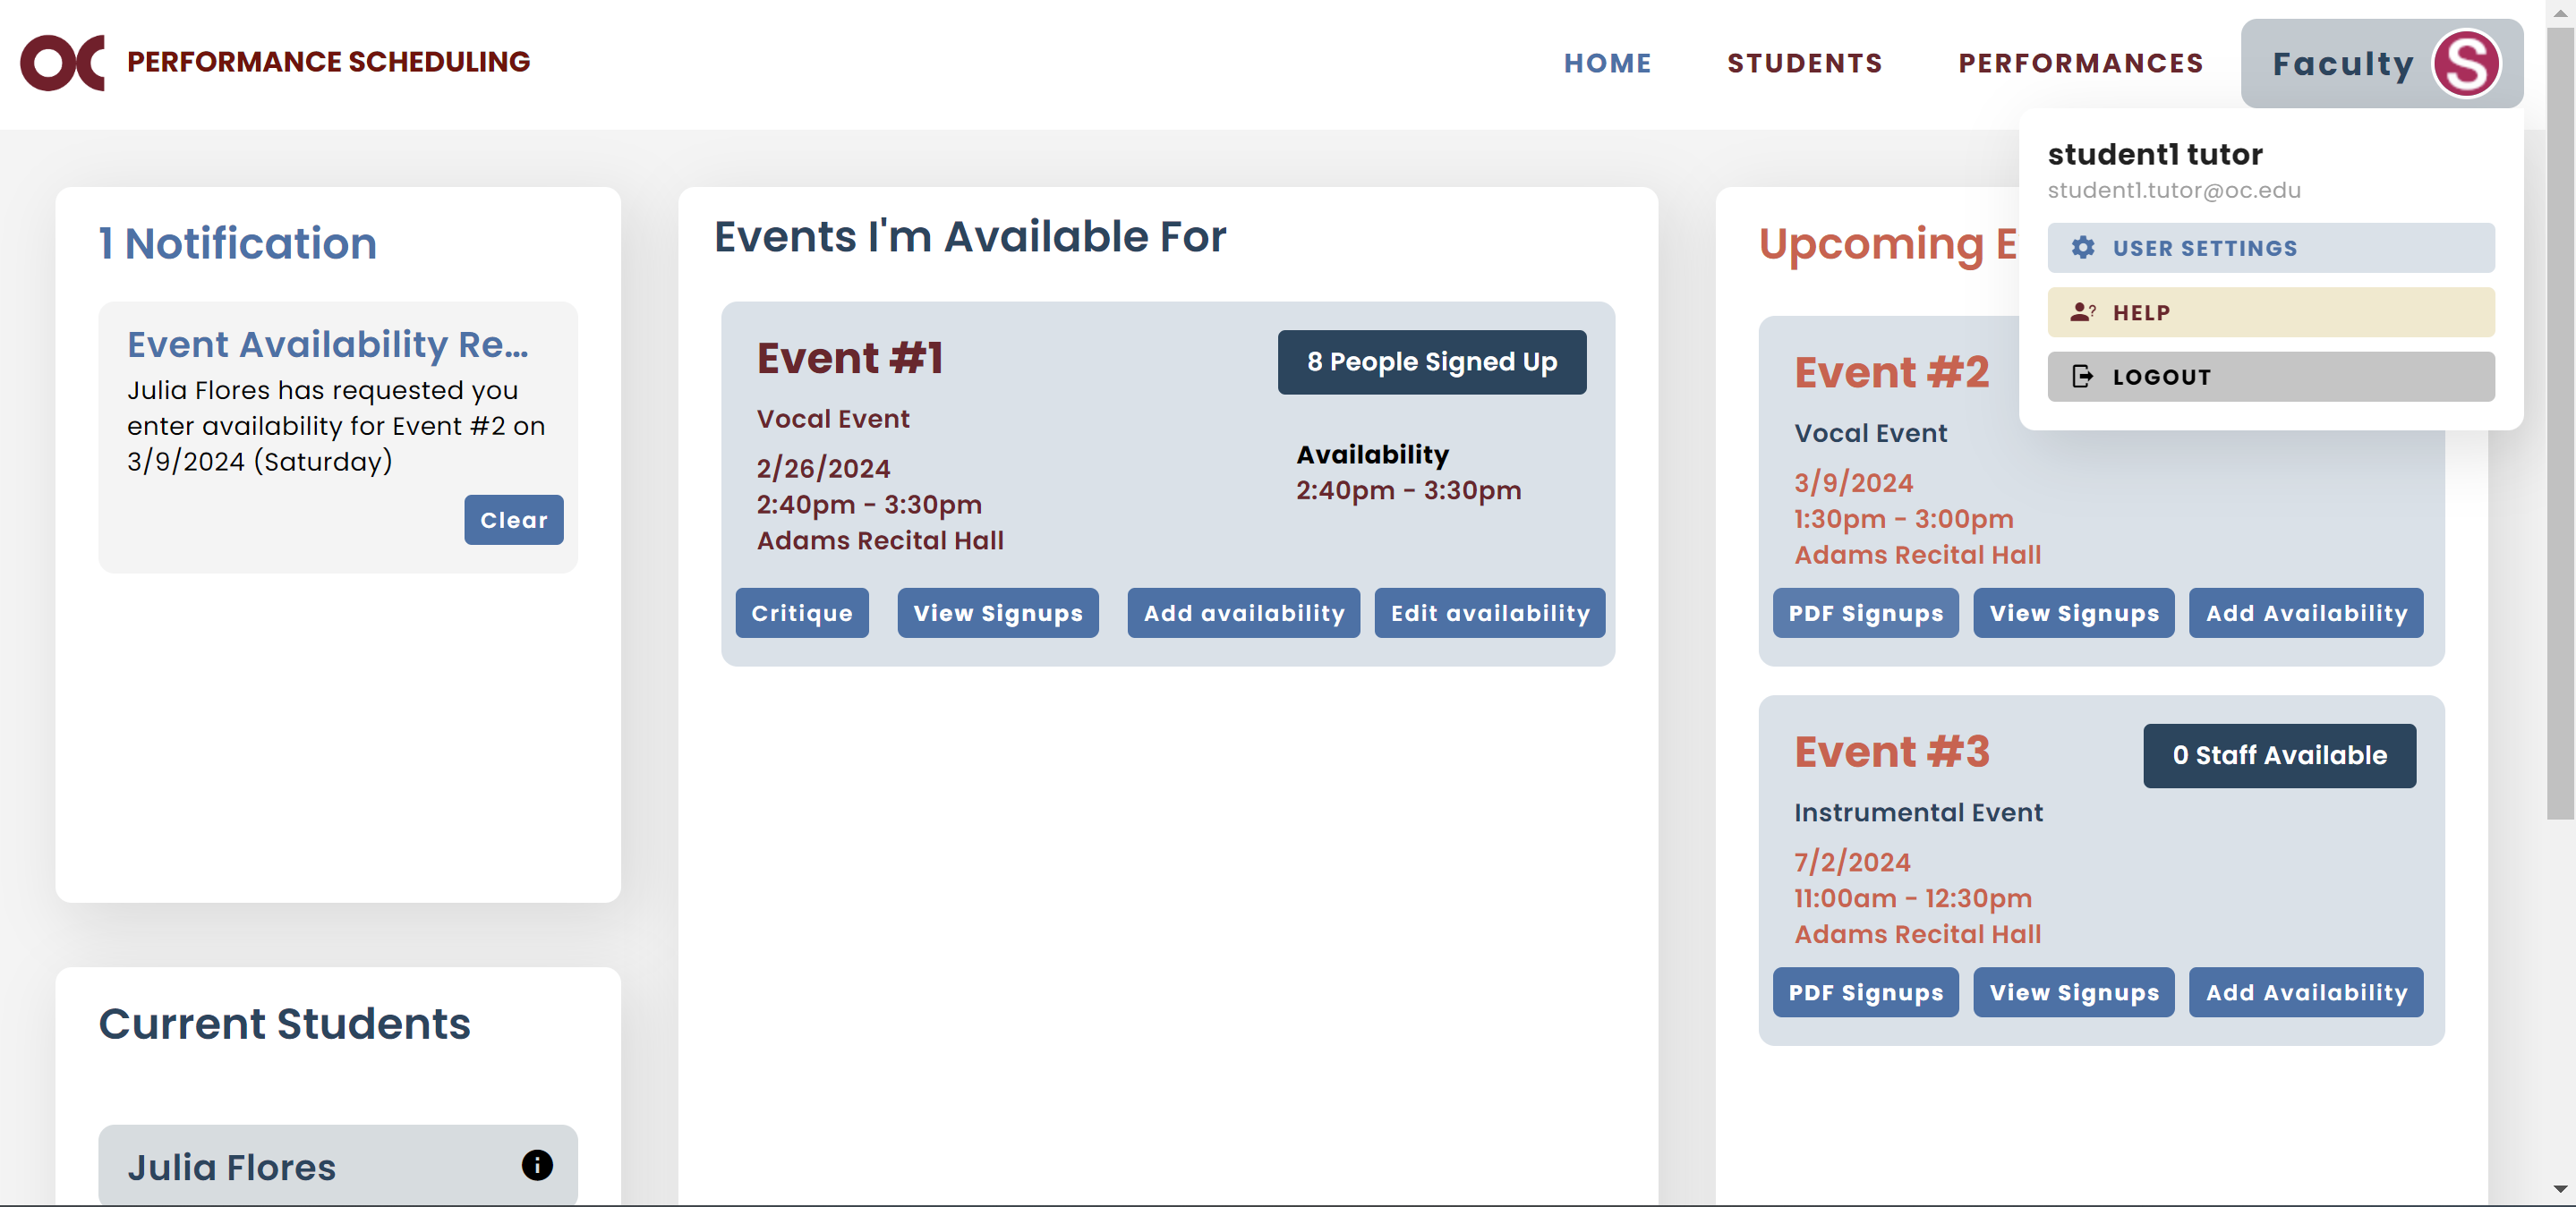 OC PERFORMANCE SCHEDULING
HOME
STUDENTS
PERFORMANCES
Faculty
S
student1 tutor
student1.tutor@oc.edu
USER SETTINGS
HELP
LOGOUT
1 Notification
Event Availability Re...
Julia Flores has requested you
enter availability for Event #2 on
3/9/2024 (Saturday)
Clear
Current Students
Julia Flores
Events I'm Available For
Event #1
8 People Signed Up
Vocal Event
2/26/2024
2:40pm - 3:30pm
Adams Recital Hall
Availability
2:40pm - 3:30pm
Critique
View Signups
Add availability
Edit availability
Upcoming E
Event #2
Vocal Event
3/9/2024
1:30pm - 3:00pm
Adams Recital Hall
PDF Signups
View Signups
Add Availability
Event #3
0 Staff Available
Instrumental Event
7/2/2024
11:00am - 12:30pm
Adams Recital Hall
PDF Signups
View Signups
Add Availability